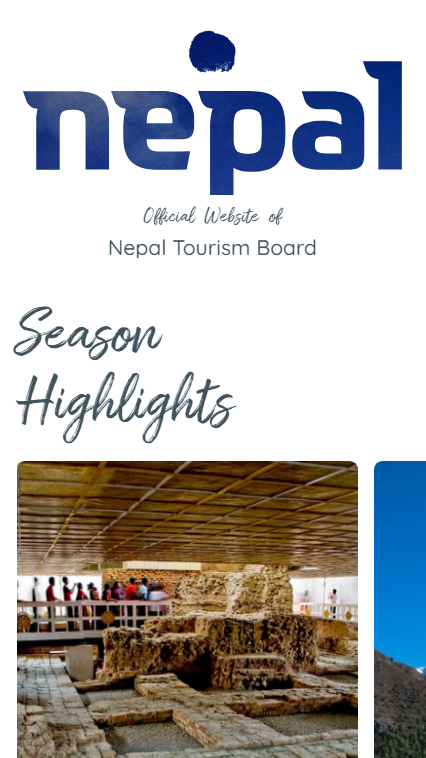 nepal
Official Website of
Nepal Tourism Board
Season
Highlights